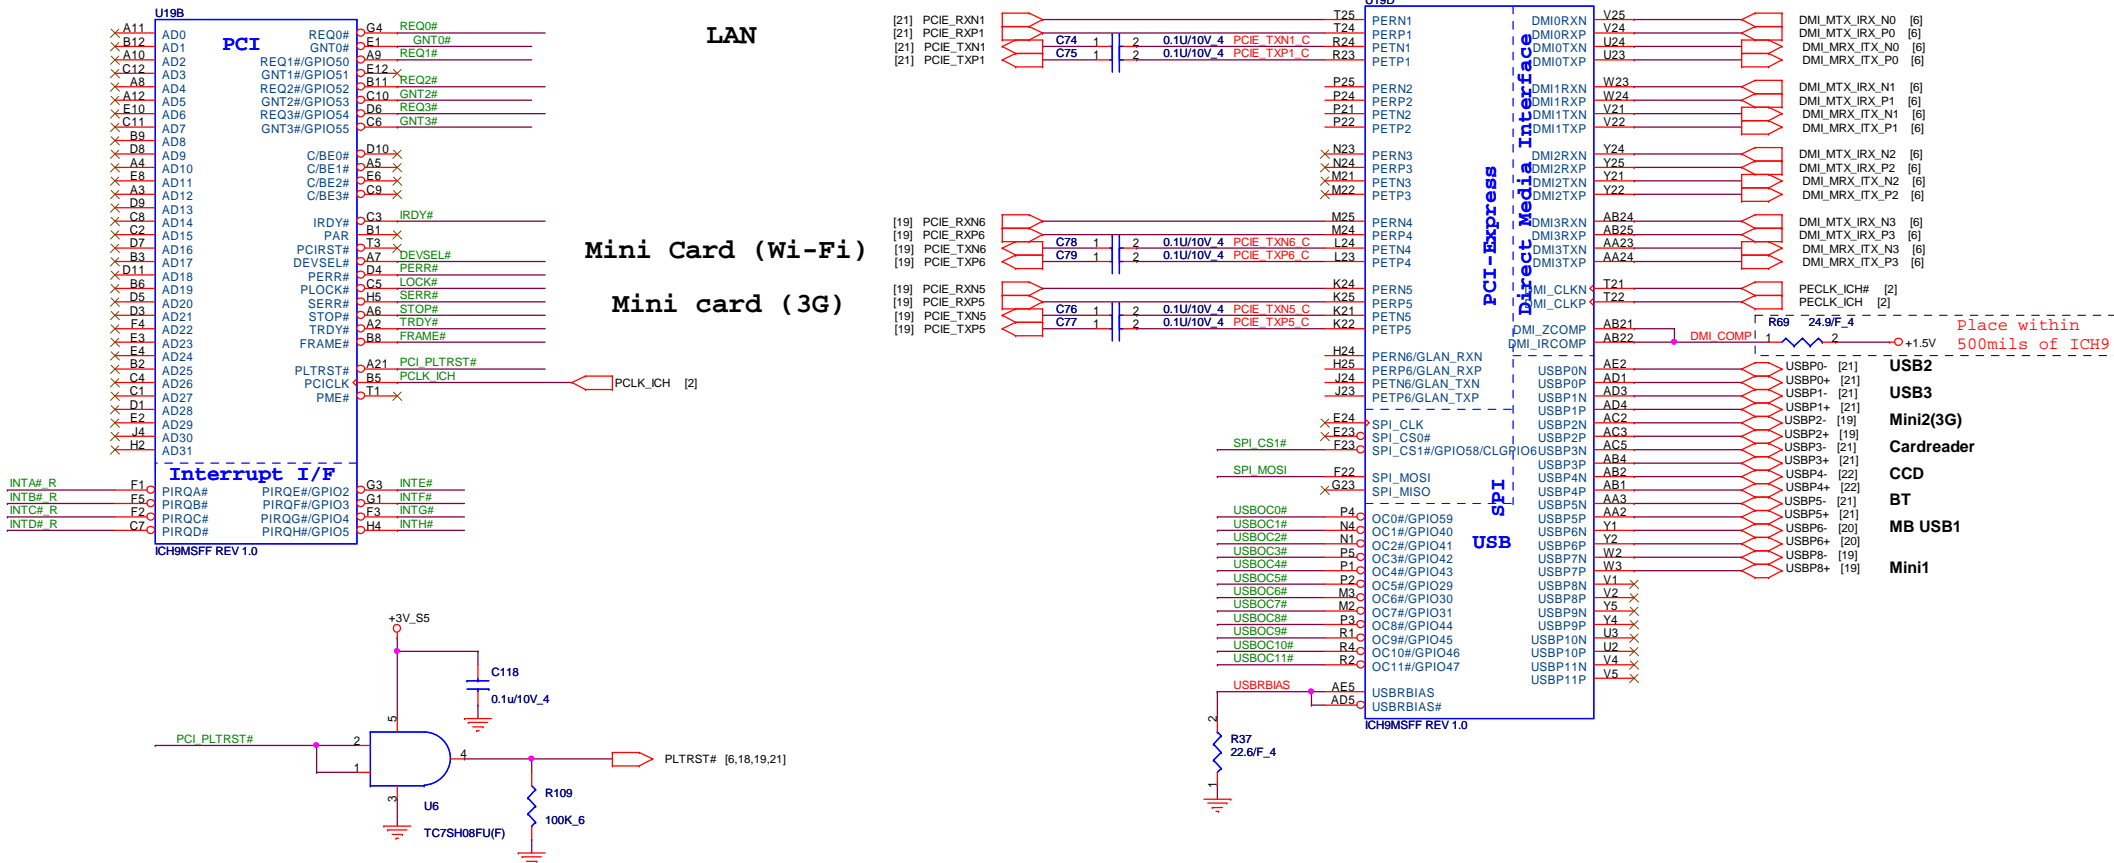 U19B
PCI
A11 AD0 REQ0# G4 REQ0#
B12 AD1 GNT0# E1 GNT0#
A10 AD2 REQ1#/GPIO50 A9 REQ1#
C12 AD3 GNT1#/GPIO51 E12
A8 AD4 REQ2#/GPIO52 B11 REQ2#
A12 AD5 GNT2#/GPIO53 C10 GNT2#
E10 AD6 REQ3#/GPIO54 D6 REQ3#
C11 AD7 GNT3#/GPIO55 C6 GNT3#
B9 AD8
D8 AD9 C/BE0# D10
A4 AD10 C/BE1# A5
E8 AD11 C/BE2# E6
A3 AD12 C/BE3# C9
D9 AD13
C8 AD14 IRDY# C3 IRDY#
C2 AD15 PAR B1
D7 AD16 PCIRST# T3
B3 AD17 DEVSEL# A7 DEVSEL#
D11 AD18 PERR# D4 PERR#
B6 AD19 PLOCK# C5 LOCK#
D5 AD20 SERR# H5 SERR#
D3 AD21 STOP# A6 STOP#
F4 AD22 TRDY# A2 TRDY#
E3 AD23 FRAME# B8 FRAME#
E4 AD24
B2 AD25 PLTRST# A21 PCI_PLTRST#
C4 AD26 PCICLK B5 PCLK_ICH PCLK_ICH [2]
C1 AD27 PME# T1
D1 AD28
E2 AD29
J4 AD30
H2 AD31
Interrupt I/F
INTA#_R F1 PIRQA# PIRQE#/GPIO2 G3 INTE#
INTB#_R F5 PIRQB# PIRQF#/GPIO3 G1 INTF#
INTC#_R F2 PIRQC# PIRQG#/GPIO4 F3 INTG#
INTD#_R C7 PIRQD# PIRQH#/GPIO5 H4 INTH#
ICH9MSFF REV 1.0
+3V_S5
C118
0.1u/10V_4
5
PCI_PLTRST# 2
1
4
PLTRST# [6,18,19,21]
3
U6
TC7SH08FU(F)
R109
100K_6
LAN
Mini Card (Wi-Fi)
Mini card (3G)
U19D
PCI-Express
Direct Media Interface
SPI
USB
[21] PCIE_RXN1 T25 PERN1
[21] PCIE_RXP1 T24 PERP1
[21] PCIE_TXN1 C74 1 2 0.1U/10V_4 PCIE_TXN1_C R24 PETN1
[21] PCIE_TXP1 C75 1 2 0.1U/10V_4 PCIE_TXP1_C R23 PETP1
P25 PERN2
P24 PERP2
P21 PETN2
P22 PETP2
N23 PERN3
N24 PERP3
M21 PETN3
M22 PETP3
[19] PCIE_RXN6 M25 PERN4
[19] PCIE_RXP6 M24 PERP4
[19] PCIE_TXN6 C78 1 2 0.1U/10V_4 PCIE_TXN6_C L24 PETN4
[19] PCIE_TXP6 C79 1 2 0.1U/10V_4 PCIE_TXP6_C L23 PETP4
[19] PCIE_RXN5 K24 PERN5
[19] PCIE_RXP5 K25 PERP5
[19] PCIE_TXN5 C76 1 2 0.1U/10V_4 PCIE_TXN5_C K21 PETN5
[19] PCIE_TXP5 C77 1 2 0.1U/10V_4 PCIE_TXP5_C K22 PETP5
H24 PERN6/GLAN_RXN
H25 PERP6/GLAN_RXP
J24 PETN6/GLAN_TXN
J23 PETP6/GLAN_TXP
E24 SPI_CLK
E23 SPI_CS0#
SPI_CS1# F23 SPI_CS1#/GPIO58/CLGPIO6
SPI_MOSI F22 SPI_MOSI
G23 SPI_MISO
USBOC0# P4 OC0#/GPIO59
USBOC1# N4 OC1#/GPIO40
USBOC2# N1 OC2#/GPIO41
USBOC3# P5 OC3#/GPIO42
USBOC4# P1 OC4#/GPIO43
USBOC5# P2 OC5#/GPIO29
USBOC6# M3 OC6#/GPIO30
USBOC7# M2 OC7#/GPIO31
USBOC8# P3 OC8#/GPIO44
USBOC9# R1 OC9#/GPIO45
USBOC10# R4 OC10#/GPIO46
USBOC11# R2 OC11#/GPIO47
USBRBIAS AE5 USBRBIAS
AD5 USBRBIAS#
2
R37
22.6/F_4
1
ICH9MSFF REV 1.0
DMI0RXN V25 DMI_MTX_IRX_N0 [6]
DMI0RXP V24 DMI_MTX_IRX_P0 [6]
DMI0TXN U24 DMI_MRX_ITX_N0 [6]
DMI0TXP U23 DMI_MRX_ITX_P0 [6]
DMI1RXN W23 DMI_MTX_IRX_N1 [6]
DMI1RXP W24 DMI_MTX_IRX_P1 [6]
DMI1TXN V21 DMI_MRX_ITX_N1 [6]
DMI1TXP V22 DMI_MRX_ITX_P1 [6]
DMI2RXN Y24 DMI_MTX_IRX_N2 [6]
DMI2RXP Y25 DMI_MTX_IRX_P2 [6]
DMI2TXN Y21 DMI_MRX_ITX_N2 [6]
DMI2TXP Y22 DMI_MRX_ITX_P2 [6]
DMI3RXN AB24 DMI_MTX_IRX_N3 [6]
DMI3RXP AB25 DMI_MTX_IRX_P3 [6]
DMI3TXN AA23 DMI_MRX_ITX_N3 [6]
DMI3TXP AA24 DMI_MRX_ITX_P3 [6]
DMI_CLKN T21 PECLK_ICH# [2]
DMI_CLKP T22 PECLK_ICH [2]
DMI_ZCOMP AB21
DMI_IRCOMP AB22 DMI_COMP 1 R69 24.9/F_4 2 +1.5V
Place within
500mils of ICH9
USBP0N AE2 USBP0- [21] USB2
USBP0P AD1 USBP0+ [21]
USBP1N AD3 USBP1- [21] USB3
USBP1P AD4 USBP1+ [21]
USBP2N AC2 USBP2- [19] Mini2(3G)
USBP2P AC3 USBP2+ [19]
USBP3N AC5 USBP3- [21] Cardreader
USBP3P AB4 USBP3+ [21]
USBP4N AB2 USBP4- [22] CCD
USBP4P AB1 USBP4+ [22]
USBP5N AA3 USBP5- [21] BT
USBP5P AA2 USBP5+ [21]
USBP6N Y1 USBP6- [20] MB USB1
USBP6P Y2 USBP6+ [20]
USBP7N W2 USBP8- [19]
USBP7P W3 USBP8+ [19] Mini1
USBP8N V1
USBP8P V2
USBP9N Y5
USBP9P Y4
USBP10N U3
USBP10P U2
USBP11N V4
USBP11P V5